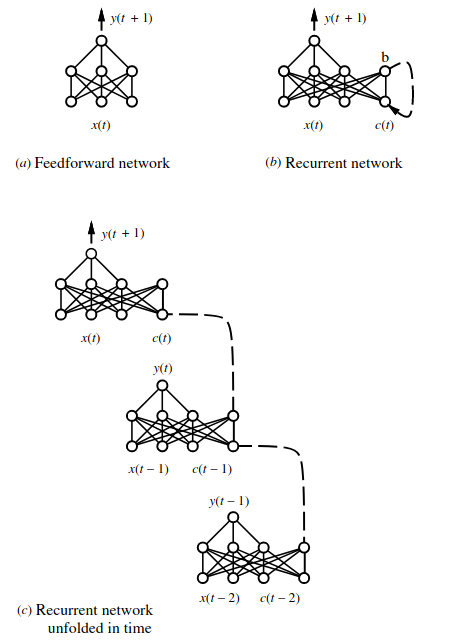 y(t + 1)
y(t + 1)
b
x(t)
x(t)
c(t)
(a) Feedforward network
(b) Recurrent network
y(t + 1)
x(t)
c(t)
y(t)
x(t – 1)
c(t – 1)
y(t – 1)
x(t – 2)
c(t – 2)
(c) Recurrent network
unfolded in time